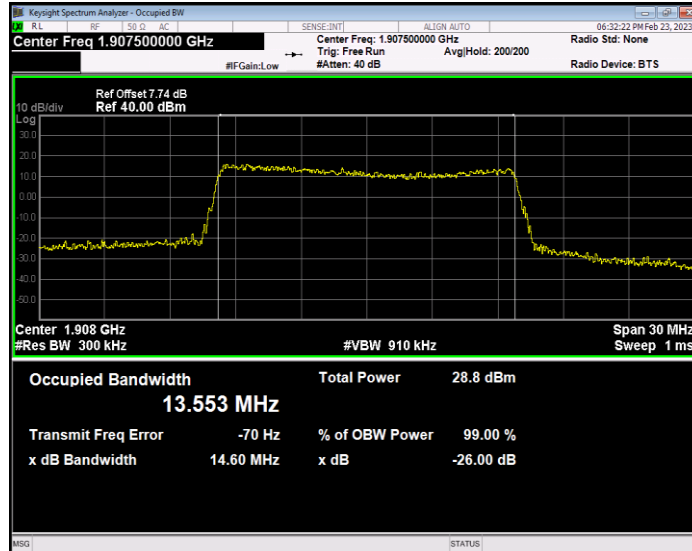 Keysight Spectrum Analyzer - Occupied BW
RL RF 50 Ω AC SENSE:INT ALIGN AUTO 06:32:22 PM Feb 23, 2023
Center Freq 1.907500000 GHz
Center Freq: 1.907500000 GHz
Radio Std: None
Trig: Free Run Avg|Hold: 200/200
#IFGain:Low #Atten: 40 dB Radio Device: BTS
Ref Offset 7.74 dB
10 dB/div Ref 40.00 dBm
Log
30.0
20.0
10.0
0.00
-10.0
-20.0
-30.0
-40.0
-50.0
Center 1.908 GHz Span 30 MHz
#Res BW 300 kHz #VBW 910 kHz Sweep 1 ms
Occupied Bandwidth Total Power 28.8 dBm
13.553 MHz
Transmit Freq Error -70 Hz % of OBW Power 99.00 %
x dB Bandwidth 14.60 MHz x dB -26.00 dB
MSG STATUS